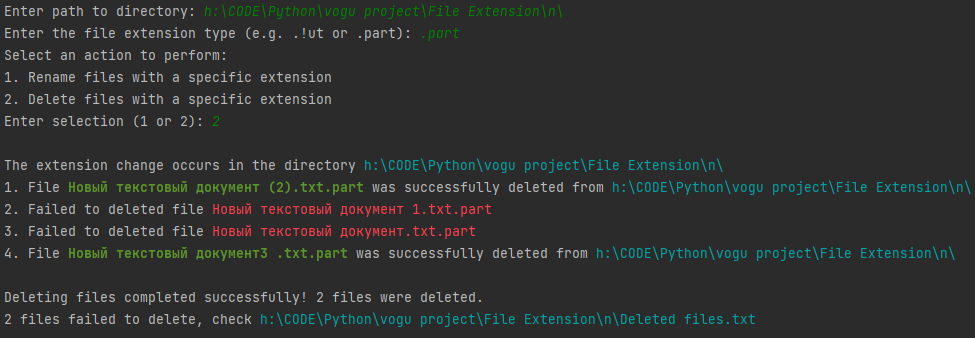 Enter path to directory: h:\CODE\Python\vogu project\File Extension\n\
Enter the file extension type (e.g. .!ut or .part): .part
Select an action to perform:
1. Rename files with a specific extension
2. Delete files with a specific extension
Enter selection (1 or 2): 2
The extension change occurs in the directory h:\CODE\Python\vogu project\File Extension\n\
1. File Новый текстовый документ (2).txt.part was successfully deleted from h:\CODE\Python\vogu project\File Extension\n\
2. Failed to deleted file Новый текстовый документ 1.txt.part
3. Failed to deleted file Новый текстовый документ.txt.part
4. File Новый текстовый документ3 .txt.part was successfully deleted from h:\CODE\Python\vogu project\File Extension\n\
Deleting files completed successfully! 2 files were deleted.
2 files failed to delete, check h:\CODE\Python\vogu project\File Extension\n\Deleted files.txt